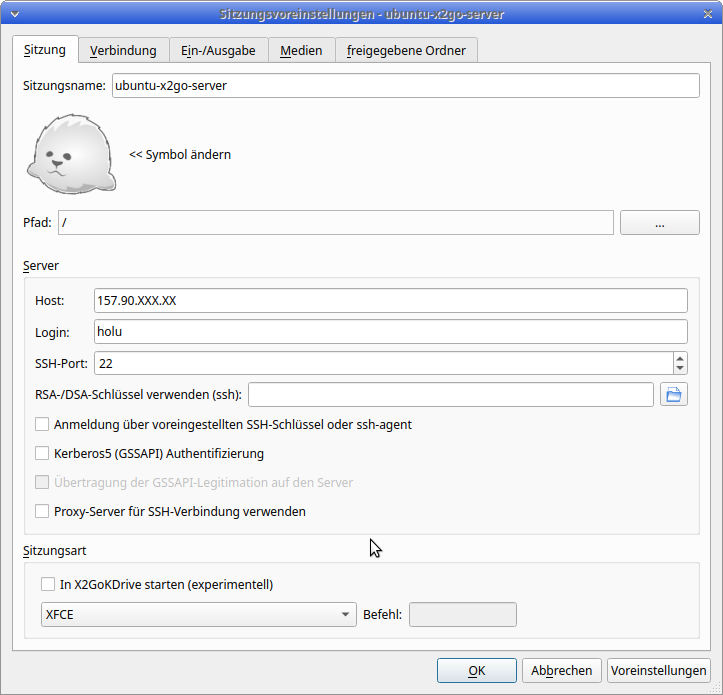 Sitzungsvoreinstellungen - ubuntu-x2go-server
Sitzung Verbindung Ein-/Ausgabe Medien freigegebene Ordner
Sitzungsname: ubuntu-x2go-server
<< Symbol ändern
Pfad: / ...
Server
Host: 157.90.XXX.XX
Login: holu
SSH-Port: 22
RSA-/DSA-Schlüssel verwenden (ssh):
Anmeldung über voreingestellten SSH-Schlüssel oder ssh-agent
Kerberos5 (GSSAPI) Authentifizierung
Übertragung der GSSAPI-Legitimation auf den Server
Proxy-Server für SSH-Verbindung verwenden
Sitzungsart
In X2GoKDrive starten (experimentell)
XFCE Befehl:
OK Abbrechen Voreinstellungen